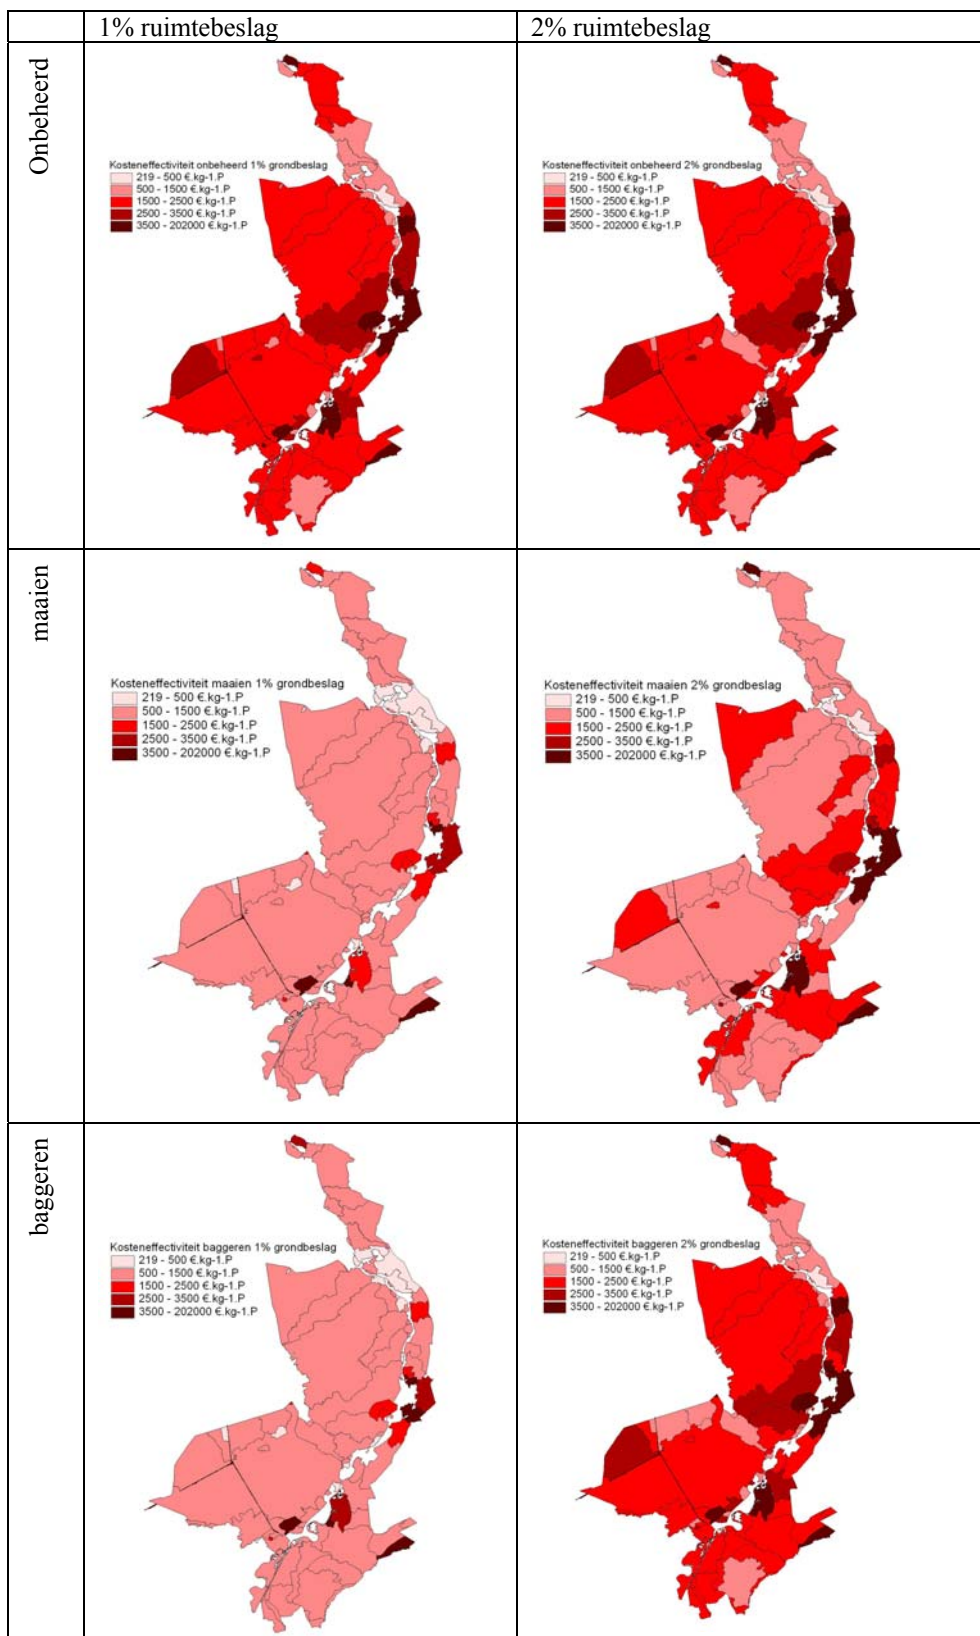 1% ruimtebeslag
2% ruimtebeslag
Onbeheerd
Kosteneffectiviteit onbeheerd 1% grondbeslag
219 - 500 €.kg-1.P
500 - 1500 €.kg-1.P
1500 - 2500 €.kg-1.P
2500 - 3500 €.kg-1.P
3500 - 202000 €.kg-1.P
Kosteneffectiviteit onbeheerd 2% grondbeslag
219 - 500 €.kg-1.P
500 - 1500 €.kg-1.P
1500 - 2500 €.kg-1.P
2500 - 3500 €.kg-1.P
3500 - 202000 €.kg-1.P
maaien
Kosteneffectiviteit maaien 1% grondbeslag
219 - 500 €.kg-1.P
500 - 1500 €.kg-1.P
1500 - 2500 €.kg-1.P
2500 - 3500 €.kg-1.P
3500 - 202000 €.kg-1.P
Kosteneffectiviteit maaien 2% grondbeslag
219 - 500 €.kg-1.P
500 - 1500 €.kg-1.P
1500 - 2500 €.kg-1.P
2500 - 3500 €.kg-1.P
3500 - 202000 €.kg-1.P
baggeren
Kosteneffectiviteit baggeren 1% grondbeslag
219 - 500 €.kg-1.P
500 - 1500 €.kg-1.P
1500 - 2500 €.kg-1.P
2500 - 3500 €.kg-1.P
3500 - 202000 €.kg-1.P
Kosteneffectiviteit baggeren 2% grondbeslag
219 - 500 €.kg-1.P
500 - 1500 €.kg-1.P
1500 - 2500 €.kg-1.P
2500 - 3500 €.kg-1.P
3500 - 202000 €.kg-1.P